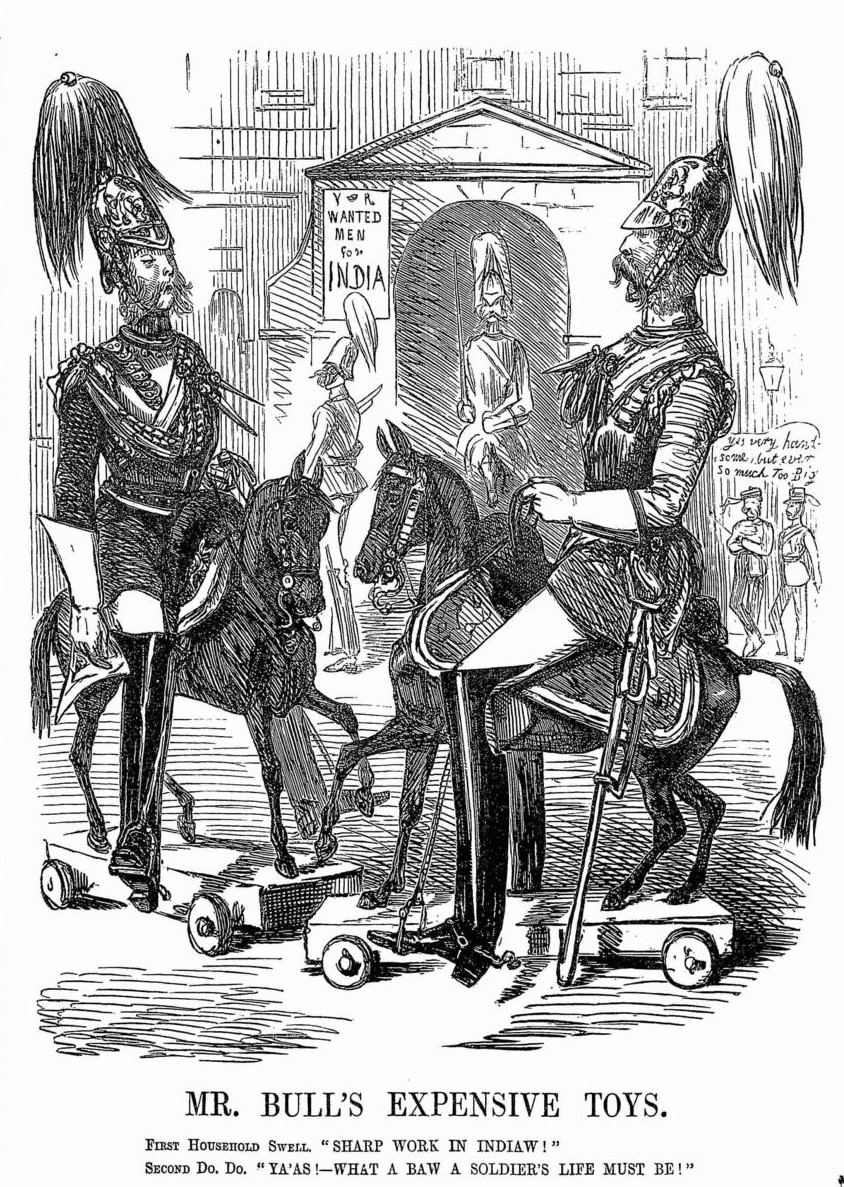 V R
WANTED
MEN
for
INDIA
yes very hand-
some, but ever
so much Too Big
MR. BULL'S EXPENSIVE TOYS.
First Household Swell. "SHARP WORK IN INDIAW!"
Second Do. Do. "YA'AS!—WHAT A BAW A SOLDIER'S LIFE MUST BE!"